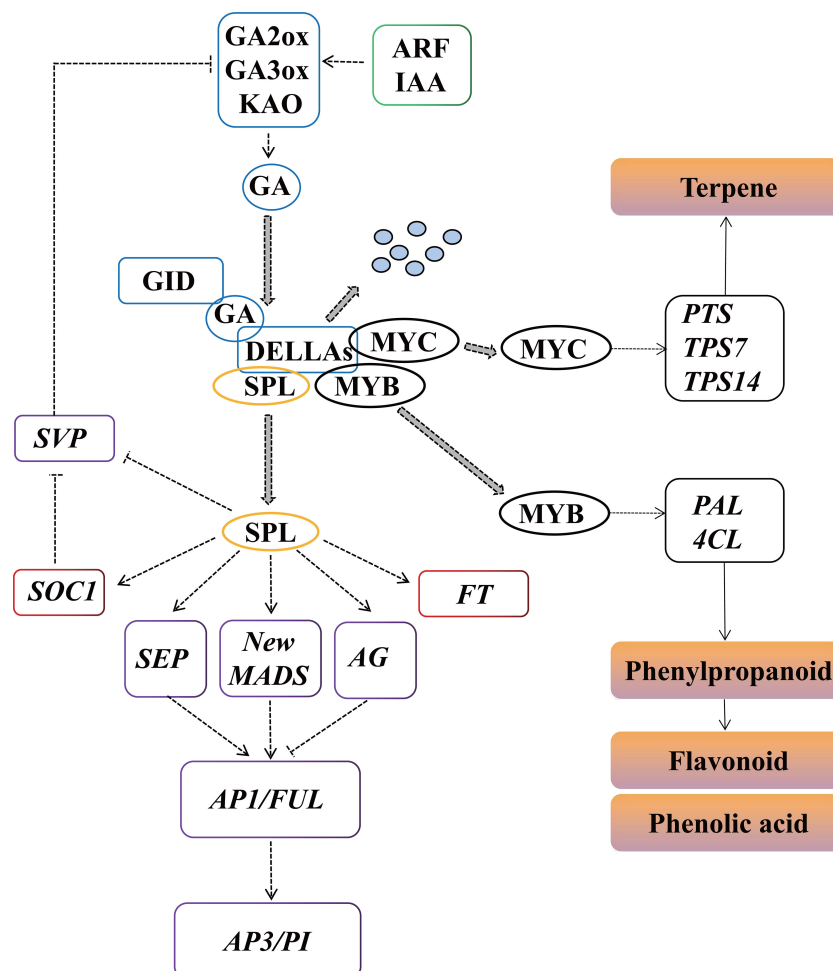 GA2ox
GA3ox
KAO
ARF
IAA
GA
Terpene
GID
GA
DELLAs
MYC
MYC
PTS
TPS7
TPS14
SPL
MYB
SVP
SPL
MYB
PAL
4CL
SOC1
FT
SEP
New
MADS
AG
Phenylpropanoid
Flavonoid
AP1/FUL
Phenolic acid
AP3/PI